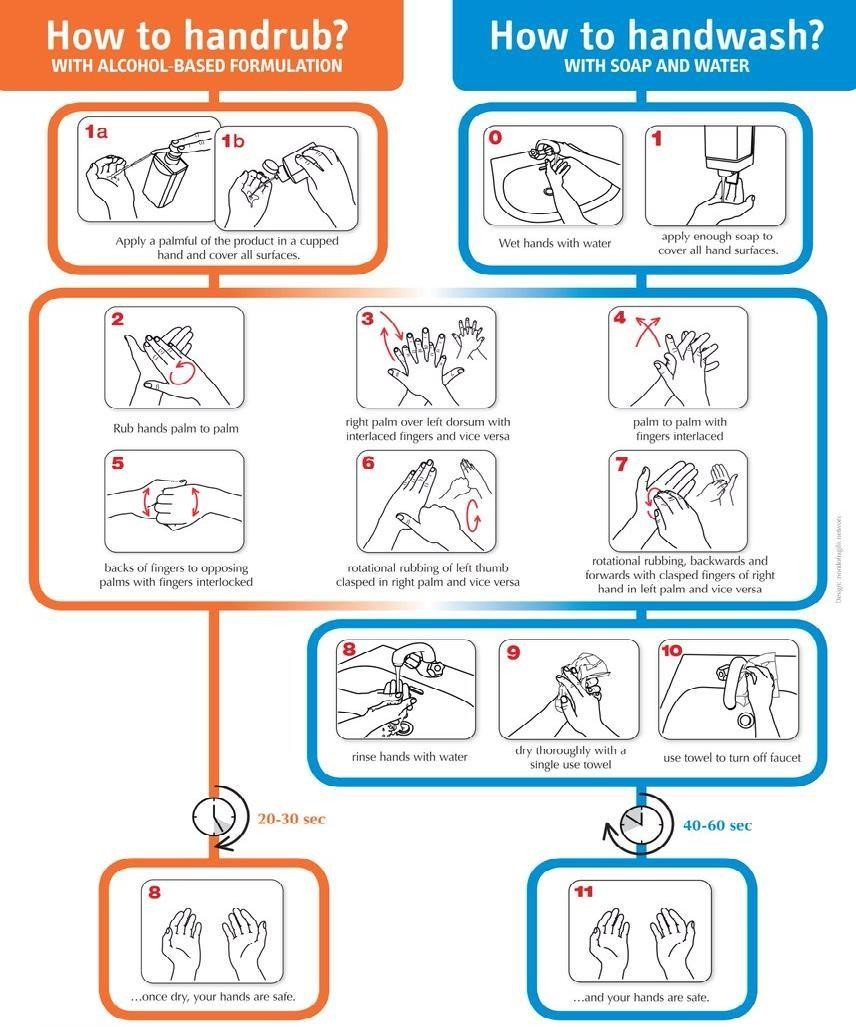 How to handrub?
WITH ALCOHOL-BASED FORMULATION
How to handwash?
WITH SOAP AND WATER
1a
1b
Apply a palmful of the product in a cupped
hand and cover all surfaces.
0
Wet hands with water
1
apply enough soap to
cover all hand surfaces.
2
Rub hands palm to palm
3
right palm over left dorsum with
interlaced fingers and vice versa
4
palm to palm with
fingers interlaced
5
backs of fingers to opposing
palms with fingers interlocked
6
rotational rubbing of left thumb
clasped in right palm and vice versa
7
rotational rubbing, backwards and
forwards with clasped fingers of right
hand in left palm and vice versa
8
rinse hands with water
9
dry thoroughly with a
single use towel
10
use towel to turn off faucet
20-30 sec
40-60 sec
8
...once dry, your hands are safe.
11
...and your hands are safe.
Design: